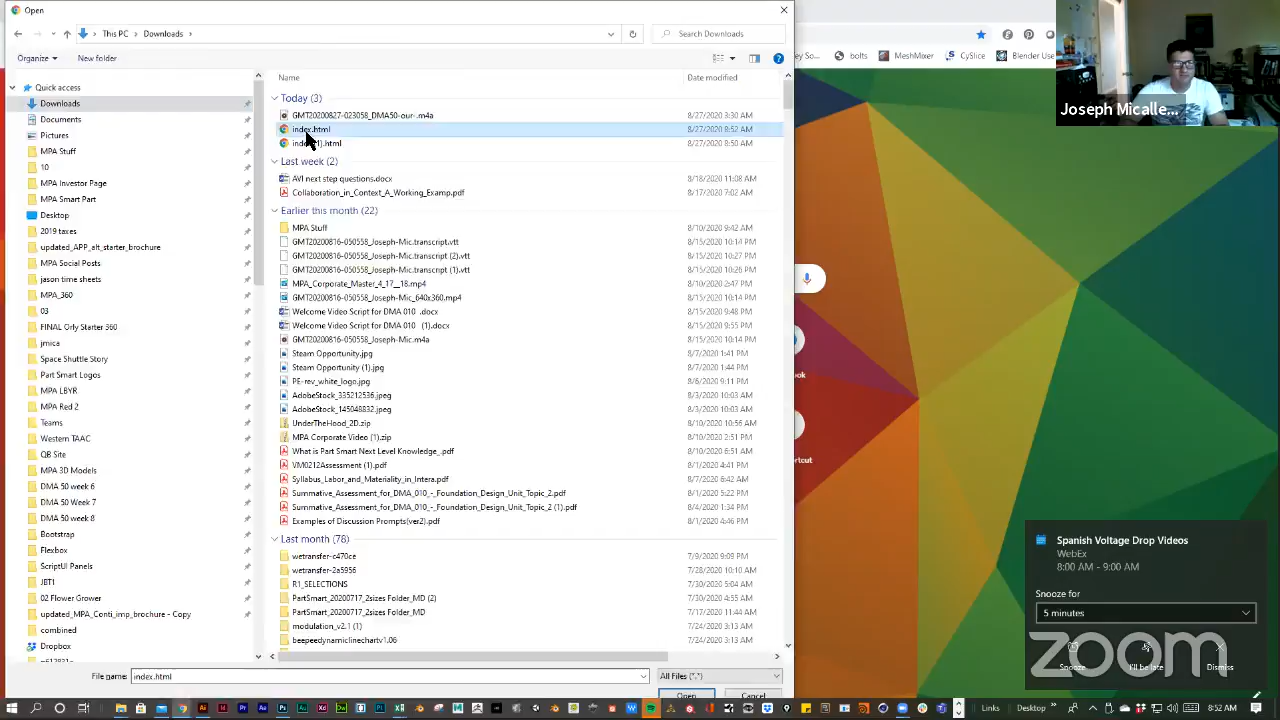 Open
This PC > Downloads >
Search Downloads
Organize
New folder
ey So...
bolts
MeshMixer
CySlice
Blender Use
Name
Date modified
Quick access
Downloads
Documents
Pictures
MPA Stuff
10
MPA Investor Page
MPA Smart Part
Desktop
2019 taxes
updated_APP_alt_starter_brochure
MPA Social Posts
jason time sheets
MPA_360
03
FINAL Orly Starter 360
jmica
Space Shuttle Story
Part Smart Logos
MPA LBYR
MPA Red 2
Teams
Western TAAC
QB Site
MPA 3D Models
DMA 50 week 6
DMA 50 Week 7
DMA 50 week 8
Bootstrap
Flexbox
ScriptUI Panels
JBT1
02 Flower Grower
updated_MPA_Conti_imp_brochure - Copy
combined
Dropbox
Today (3)
GMT20200827-023058_DMA50-our-.m4a 8/27/2020 3:30 AM
index.html 8/27/2020 8:52 AM
index (1).html 8/27/2020 8:50 AM
Last week (2)
AVI next step questions.docx 8/18/2020 11:08 AM
Collaboration_in_Context_A_Working_Examp.pdf 8/17/2020 7:02 AM
Earlier this month (22)
MPA Stuff 8/10/2020 9:42 AM
GMT20200816-050558_Joseph-Mic.transcript.vtt 8/15/2020 10:14 PM
GMT20200816-050558_Joseph-Mic.transcript (2).vtt 8/15/2020 10:27 PM
GMT20200816-050558_Joseph-Mic.transcript (1).vtt 8/15/2020 10:26 PM
MPA_Corporate_Master_4_17__18.mp4 8/10/2020 2:47 PM
GMT20200816-050558_Joseph-Mic_640x360.mp4 8/15/2020 10:14 PM
Welcome Video Script for DMA 010 .docx 8/15/2020 9:48 PM
Welcome Video Script for DMA 010 (1).docx 8/15/2020 9:55 PM
GMT20200816-050558_Joseph-Mic.m4a 8/15/2020 10:14 PM
Steam Opportunity.jpg 8/7/2020 1:41 PM
Steam Opportunity (1).jpg 8/7/2020 1:44 PM
PE-rev_white_logo.jpg 8/6/2020 9:11 PM
AdobeStock_335212536.jpeg 8/3/2020 10:03 AM
AdobeStock_145048832.jpeg 8/3/2020 10:03 AM
UnderTheHood_2D.zip 8/10/2020 10:56 AM
MPA Corporate Video (1).zip 8/10/2020 2:51 PM
What is Part Smart Next Level Knowledge_.pdf 8/10/2020 6:51 AM
VM0212Assessment (1).pdf 8/1/2020 4:41 PM
Syllabus_Labor_and_Materiality_in_Intera.pdf 8/7/2020 6:42 AM
Summative_Assessment_for_DMA_010_-_Foundation_Design_Unit_Topic_2.pdf 8/1/2020 5:22 PM
Summative_Assessment_for_DMA_010_-_Foundation_Design_Unit_Topic_2 (1).pdf 8/4/2020 1:34 PM
Examples of Discussion Prompts(ver2).pdf 8/1/2020 4:46 PM
Last month (78)
wetransfer-c470ce 7/9/2020 9:09 PM
wetransfer-2a5956 7/28/2020 10:10 AM
R1_SELECTIONS 7/30/2020 5:04 AM
PartSmart_20200717_2sizes Folder_MD (2) 7/30/2020 4:55 AM
PartSmart_20200717_2sizes Folder_MD 7/17/2020 11:44 AM
modulation_v2.1 (1) 7/24/2020 3:13 AM
beepeedynamiclinechartv1.06 7/24/2020 3:13 AM
File name:
index.html
All Files (*.*)
Open
Cancel
ook
rtcut
Joseph Micalle...
Spanish Voltage Drop Videos
WebEx
8:00 AM - 9:00 AM
Snooze for
5 minutes
Snooze
I'll be late
Dismiss
zoom
Links
Desktop
8:52 AM